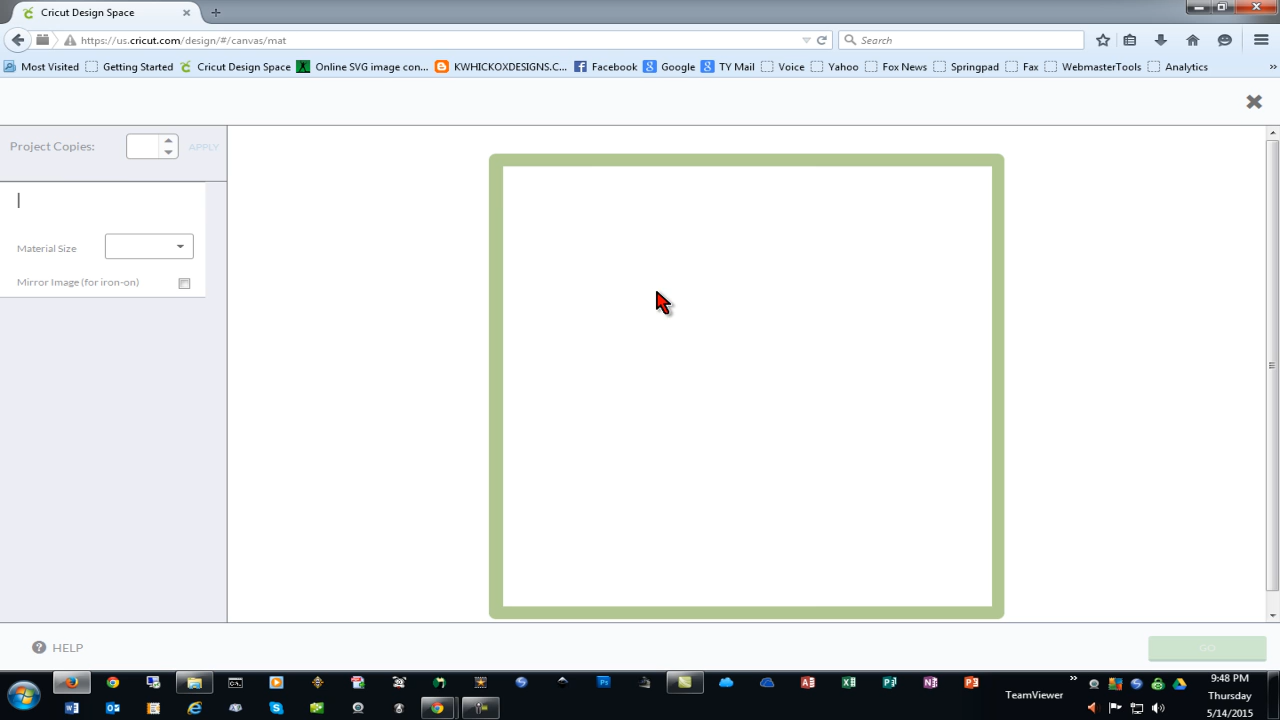 Cricut Design Space
https://us.cricut.com/design/#/canvas/mat
Search
Most Visited Getting Started Cricut Design Space Online SVG image con... KWHICKOXDESIGNS.C... Facebook Google TY Mail Voice Yahoo Fox News Springpad Fax WebmasterTools Analytics
Project Copies: APPLY
Material Size
Mirror Image (for iron-on)
HELP
GO
TeamViewer
9:48 PM
Thursday
5/14/2015